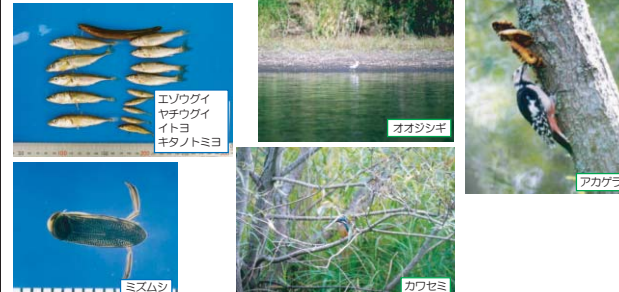 エゾウグイ
ヤチウグイ
イトヨ
キタノトミヨ
オオジシギ
アカゲラ
ミズムシ
カワセミ